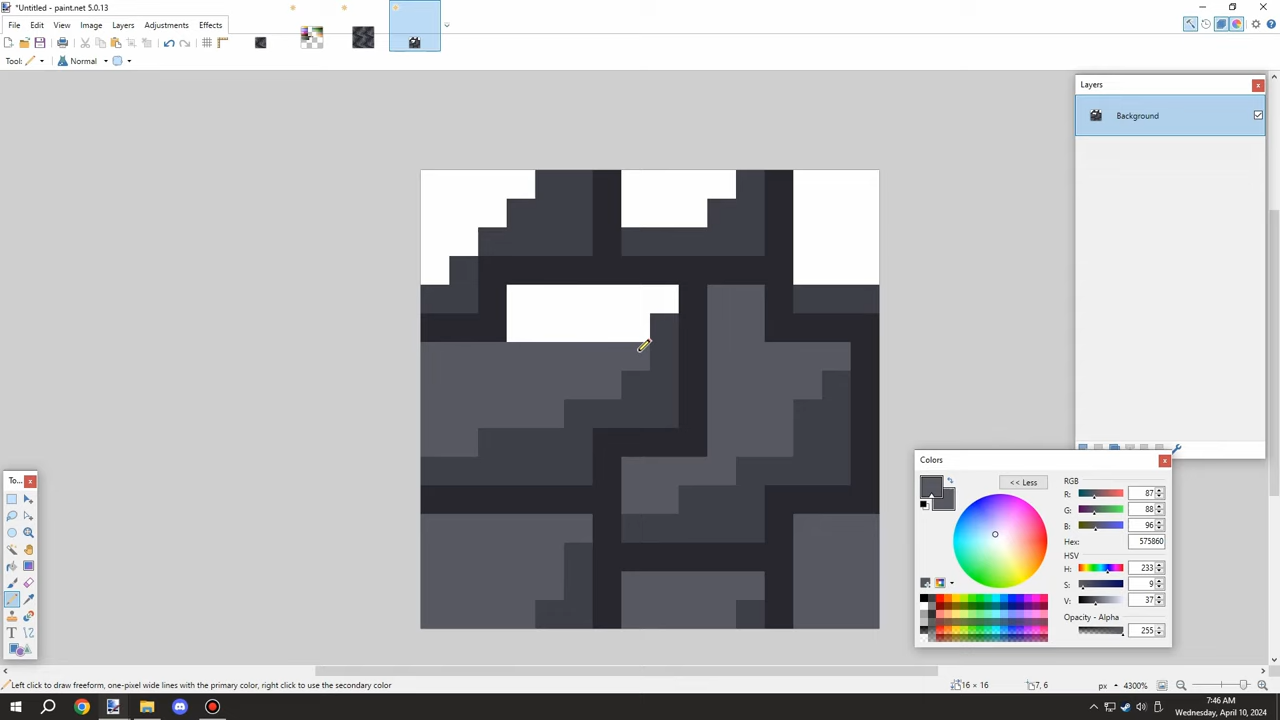 *Untitled - paint.net 5.0.13
File Edit View Image Layers Adjustments Effects
Tool: Normal
Layers
Background
To...
Colors
<< Less
RGB
R: 87
G: 88
B: 96
Hex: 575860
HSV
H: 233
S: 9
V: 37
Opacity - Alpha
255
Left click to draw freeform, one-pixel wide lines with the primary color, right click to use the secondary color
16 × 16
7, 6
px
4300%
7:46 AM
Wednesday, April 10, 2024